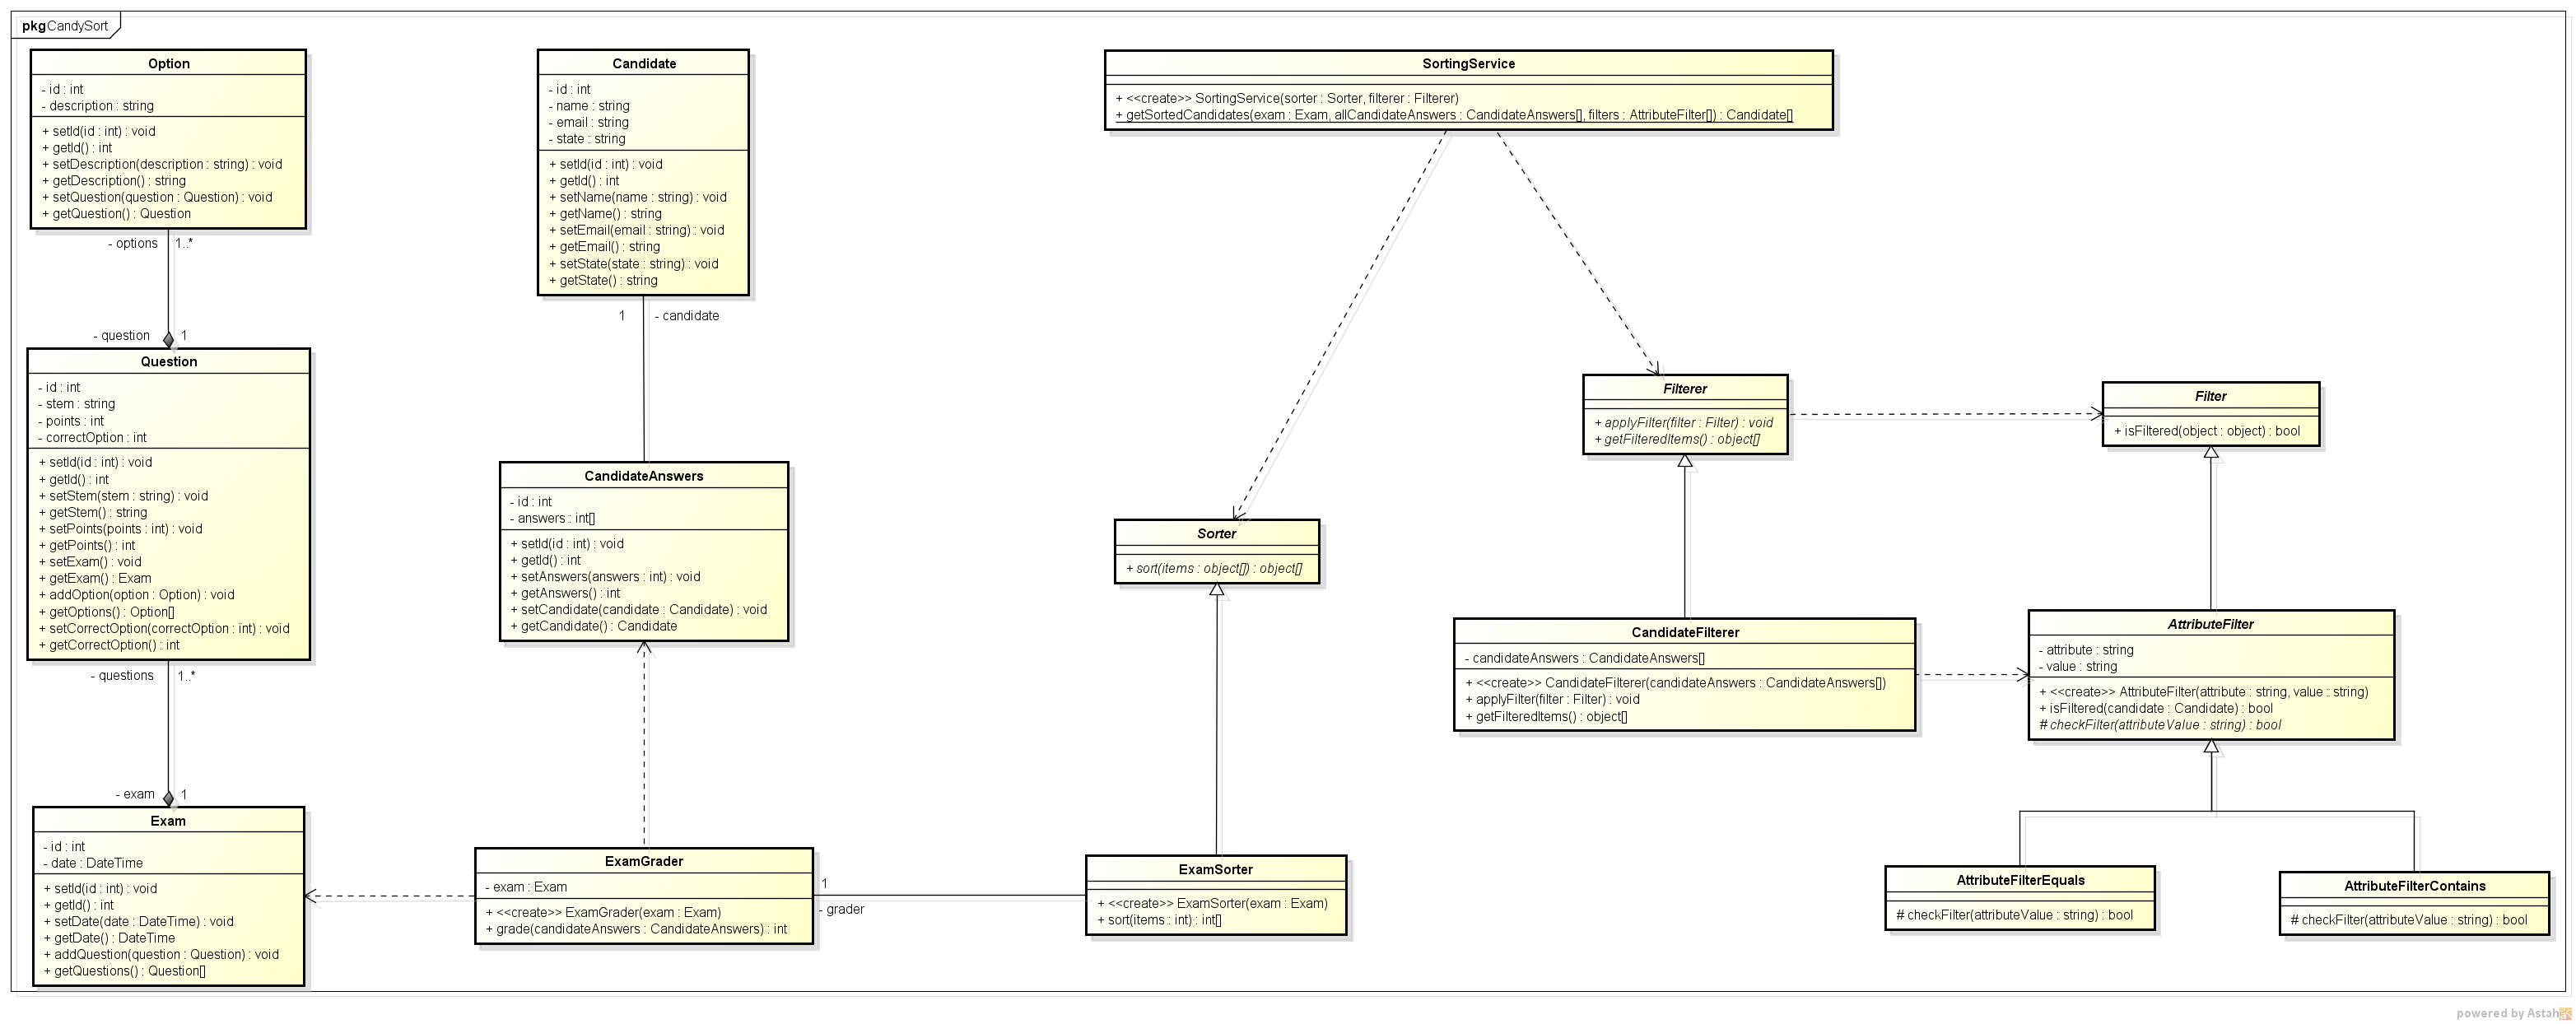 pkg CandySort
Option
- id : int
- description : string
+ setId(id : int) : void
+ getId() : int
+ setDescription(description : string) : void
+ getDescription() : string
+ setQuestion(question : Question) : void
+ getQuestion() : Question
- options
1..*
- question
1
Question
- id : int
- stem : string
- points : int
- correctOption : int
+ setId(id : int) : void
+ getId() : int
+ setStem(stem : string) : void
+ getStem() : string
+ setPoints(points : int) : void
+ getPoints() : int
+ setExam() : void
+ getExam() : Exam
+ addOption(option : Option) : void
+ getOptions() : Option[]
+ setCorrectOption(correctOption : int) : void
+ getCorrectOption() : int
- questions
1..*
- exam
1
Exam
- id : int
- date : DateTime
+ setId(id : int) : void
+ getId() : int
+ setDate(date : DateTime) : void
+ getDate() : DateTime
+ addQuestion(question : Question) : void
+ getQuestions() : Question[]
Candidate
- id : int
- name : string
- email : string
- state : string
+ setId(id : int) : void
+ getId() : int
+ setName(name : string) : void
+ getName() : string
+ setEmail(email : string) : void
+ getEmail() : string
+ setState(state : string) : void
+ getState() : string
1
- candidate
CandidateAnswers
- id : int
- answers : int[]
+ setId(id : int) : void
+ getId() : int
+ setAnswers(answers : int) : void
+ getAnswers() : int
+ setCandidate(candidate : Candidate) : void
+ getCandidate() : Candidate
ExamGrader
- exam : Exam
+ <<create>> ExamGrader(exam : Exam)
+ grade(candidateAnswers : CandidateAnswers) : int
1
- grader
SortingService
+ <<create>> SortingService(sorter : Sorter, filterer : Filterer)
+ getSortedCandidates(exam : Exam, allCandidateAnswers : CandidateAnswers[], filters : AttributeFilter[]) : Candidate[]
Sorter
+ sort(items : object[]) : object[]
ExamSorter
+ <<create>> ExamSorter(exam : Exam)
+ sort(items : int) : int[]
Filterer
+ applyFilter(filter : Filter) : void
+ getFilteredItems() : object[]
Filter
+ isFiltered(object : object) : bool
CandidateFilterer
- candidateAnswers : CandidateAnswers[]
+ <<create>> CandidateFilterer(candidateAnswers : CandidateAnswers[])
+ applyFilter(filter : Filter) : void
+ getFilteredItems() : object[]
AttributeFilter
- attribute : string
- value : string
+ <<create>> AttributeFilter(attribute : string, value : string)
+ isFiltered(candidate : Candidate) : bool
# checkFilter(attributeValue : string) : bool
AttributeFilterEquals
# checkFilter(attributeValue : string) : bool
AttributeFilterContains
# checkFilter(attributeValue : string) : bool
powered by Astah